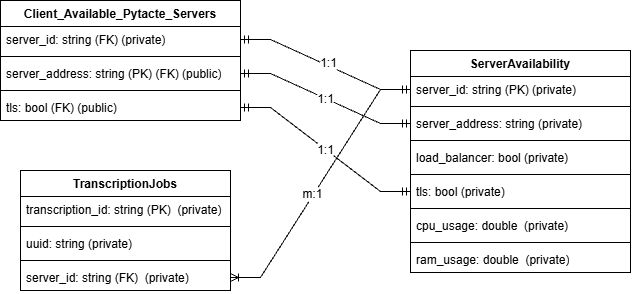 Client_Available_Pytacte_Servers
server_id: string (FK) (private)
server_address: string (PK) (FK) (public)
tls: bool (FK) (public)
1:1
1:1
1:1
m:1
ServerAvailability
server_id: string (PK) (private)
server_address: string (private)
load_balancer: bool (private)
tls: bool (private)
cpu_usage: double  (private)
ram_usage: double  (private)
TranscriptionJobs
transcription_id: string (PK)  (private)
uuid: string (private)
server_id: string (FK)  (private)